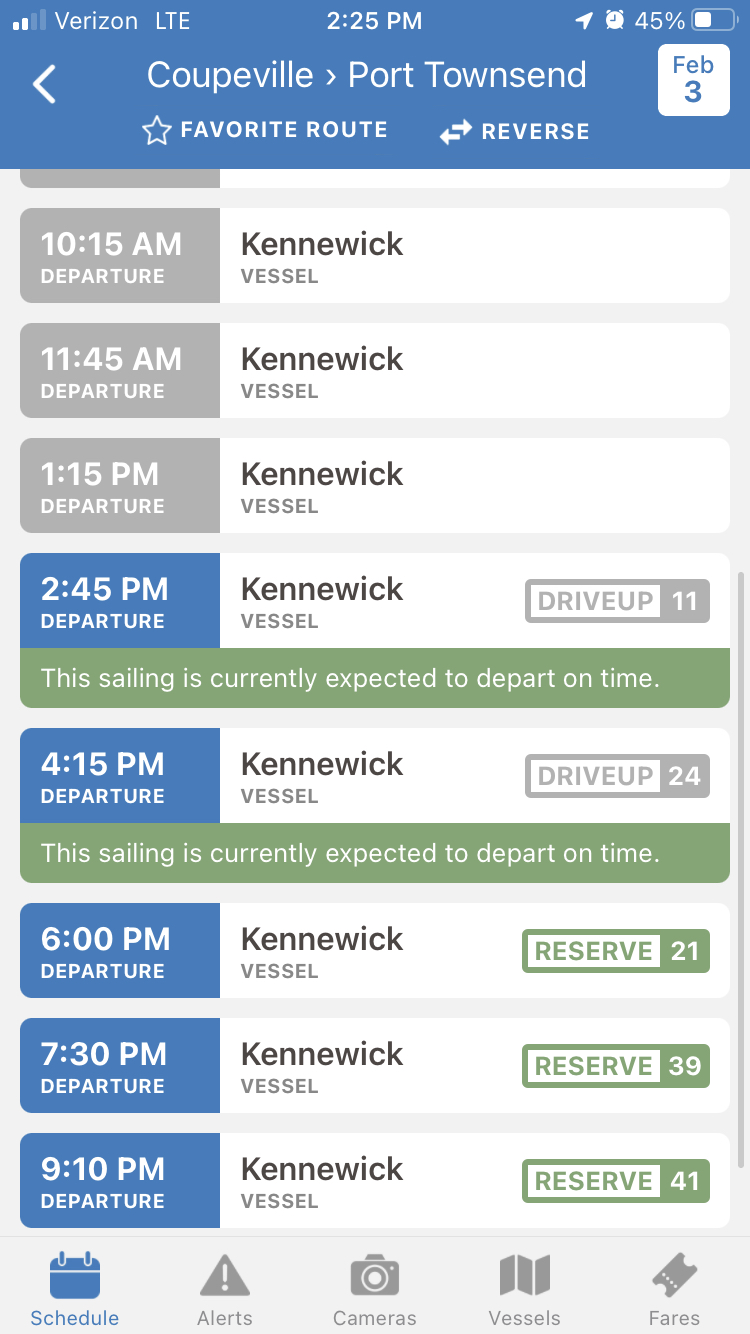 Verizon LTE 2:25 PM 45%
Coupeville › Port Townsend
Feb
3
FAVORITE ROUTE REVERSE
10:15 AM Kennewick
DEPARTURE VESSEL
11:45 AM Kennewick
DEPARTURE VESSEL
1:15 PM Kennewick
DEPARTURE VESSEL
2:45 PM Kennewick DRIVEUP 11
DEPARTURE VESSEL
This sailing is currently expected to depart on time.
4:15 PM Kennewick DRIVEUP 24
DEPARTURE VESSEL
This sailing is currently expected to depart on time.
6:00 PM Kennewick RESERVE 21
DEPARTURE VESSEL
7:30 PM Kennewick RESERVE 39
DEPARTURE VESSEL
9:10 PM Kennewick RESERVE 41
DEPARTURE VESSEL
Schedule Alerts Cameras Vessels Fares